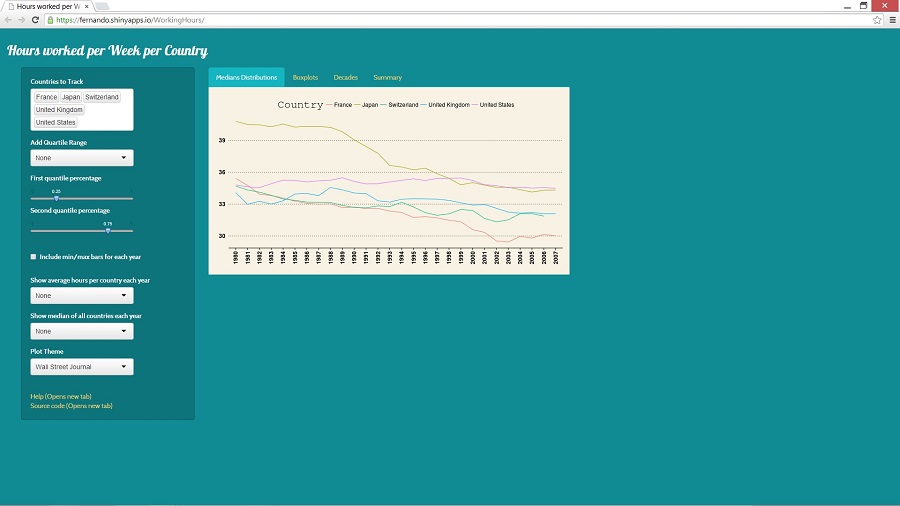 Hours worked per W
https://fernando.shinyapps.io/WorkingHours/
Hours worked per Week per Country
Countries to Track
France Japan Switzerland
United Kingdom
United States
Add Quartile Range
None
First quantile percentage
0.25
Second quantile percentage
0.75
Include min/max bars for each year
Show average hours per country each year
None
Show median of all countries each year
None
Plot Theme
Wall Street Journal
Help (Opens new tab)
Source code (Opens new tab)
Medians Distributions Boxplots Decades Summary
Country France Japan Switzerland United Kingdom United States
39
36
33
30
1980 1981 1982 1983 1984 1985 1986 1987 1988 1989 1990 1991 1992 1993 1994 1995 1996 1997 1998 1999 2000 2001 2002 2003 2004 2005 2006 2007